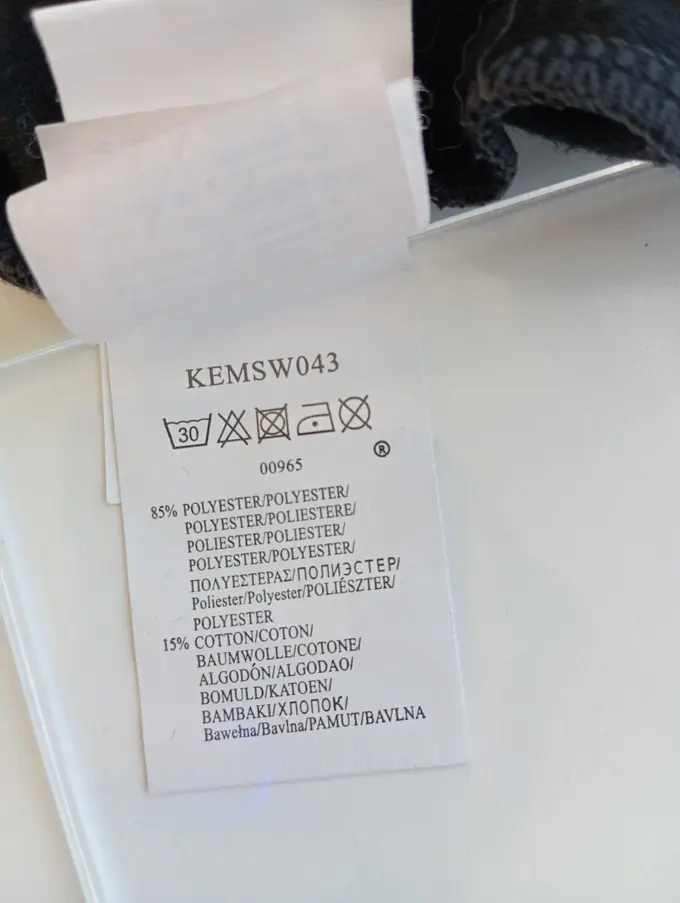 KEMSW043
30
00965
®
85% POLYESTER/POLYESTER/
POLYESTER/POLIESTERE/
POLIESTER/POLIESTER/
POLYESTER/POLYESTER/
ΠΟΛΥΕΣΤΕΡΑΣ/ПОЛИЭСТЕР/
Poliester/Polyester/POLIÉSZTER/
POLYESTER
15% COTTON/COTON/
BAUMWOLLE/COTONE/
ALGODÓN/ALGODAO/
BOMULD/KATOEN/
BAMBAKI/ХЛОПОК/
Bawełna/Bavlna/PAMUT/BAVLNA